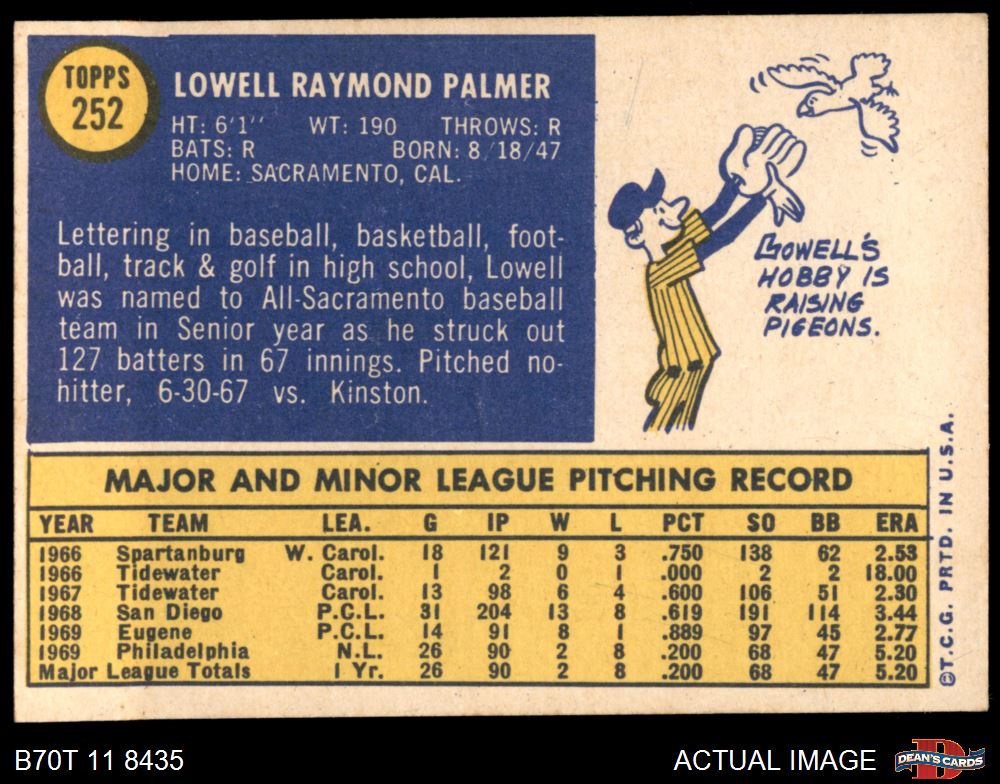 TOPPS
252
LOWELL RAYMOND PALMER
HT: 6'1" WT: 190 THROWS: R
BATS: R BORN: 8/18/47
HOME: SACRAMENTO, CAL.
Lettering in baseball, basketball, foot-
ball, track & golf in high school, Lowell
was named to All-Sacramento baseball
team in Senior year as he struck out
127 batters in 67 innings. Pitched no-
hitter, 6-30-67 vs. Kinston.
LOWELL'S
HOBBY IS
RAISING
PIGEONS.
MAJOR AND MINOR LEAGUE PITCHING RECORD
YEAR TEAM LEA. G IP W L PCT SO BB ERA
1966 Spartanburg W. Carol. 18 121 9 3 .750 138 62 2.53
1966 Tidewater Carol. 1 2 0 1 .000 2 2 18.00
1967 Tidewater Carol. 13 98 6 4 .600 106 51 2.30
1968 San Diego P.C.L. 31 204 13 8 .619 191 114 3.44
1969 Eugene P.C.L. 14 91 8 1 .889 97 45 2.77
1969 Philadelphia N.L. 26 90 2 8 .200 68 47 5.20
Major League Totals 1 Yr. 26 90 2 8 .200 68 47 5.20
©T.C.G. PRTD. IN U.S.A.
B70T 11 8435
ACTUAL IMAGE
DEAN'S CARDS